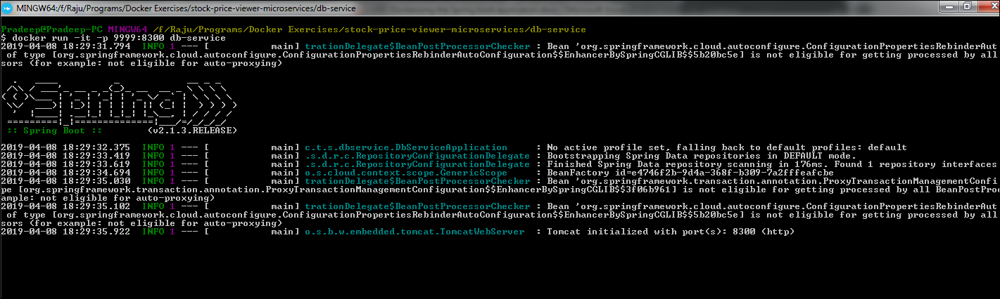 MINGW64:/f/Raju/Programs/Docker Exercises/stock-price-viewer-microservices/db-service
Pradeep@Pradeep-PC MINGW64 /f/Raju/Programs/Docker Exercises/stock-price-viewer-microservices/db-service
$ docker run -it -p 9999:8300 db-service
2019-04-08 18:29:31.794  INFO 1 --- [           main] trationDelegate$BeanPostProcessorChecker : Bean 'org.springframework.cloud.autoconfigure.ConfigurationPropertiesRebinderAut
of type [org.springframework.cloud.autoconfigure.ConfigurationPropertiesRebinderAutoConfiguration$$EnhancerBySpringCGLIB$$5b20bc5e] is not eligible for getting processed by all
sors (for example: not eligible for auto-proxying)
Spring
:: Spring Boot ::        (v2.1.3.RELEASE)
2019-04-08 18:29:32.375  INFO 1 --- [           main] c.t.s.dbservice.DbServiceApplication     : No active profile set, falling back to default profiles: default
2019-04-08 18:29:33.419  INFO 1 --- [           main] .s.d.r.c.RepositoryConfigurationDelegate : Bootstrapping Spring Data repositories in DEFAULT mode.
2019-04-08 18:29:33.619  INFO 1 --- [           main] .s.d.r.c.RepositoryConfigurationDelegate : Finished Spring Data repository scanning in 176ms. Found 1 repository interfaces
2019-04-08 18:29:34.694  INFO 1 --- [           main] o.s.cloud.context.scope.GenericScope     : BeanFactory id=e4746f2b-9d4a-368f-b309-7a2fffeafcbe
2019-04-08 18:29:35.030  INFO 1 --- [           main] trationDelegate$BeanPostProcessorChecker : Bean 'org.springframework.transaction.annotation.ProxyTransactionManagementConfi
pe [org.springframework.transaction.annotation.ProxyTransactionManagementConfiguration$$EnhancerBySpringCGLIB$$3f06b961] is not eligible for getting processed by all BeanPostPro
ample: not eligible for auto-proxying)
2019-04-08 18:29:35.102  INFO 1 --- [           main] trationDelegate$BeanPostProcessorChecker : Bean 'org.springframework.cloud.autoconfigure.ConfigurationPropertiesRebinderAut
of type [org.springframework.cloud.autoconfigure.ConfigurationPropertiesRebinderAutoConfiguration$$EnhancerBySpringCGLIB$$5b20bc5e] is not eligible for getting processed by all
sors (for example: not eligible for auto-proxying)
2019-04-08 18:29:35.922  INFO 1 --- [           main] o.s.b.w.embedded.tomcat.TomcatWebServer  : Tomcat initialized with port(s): 8300 (http)